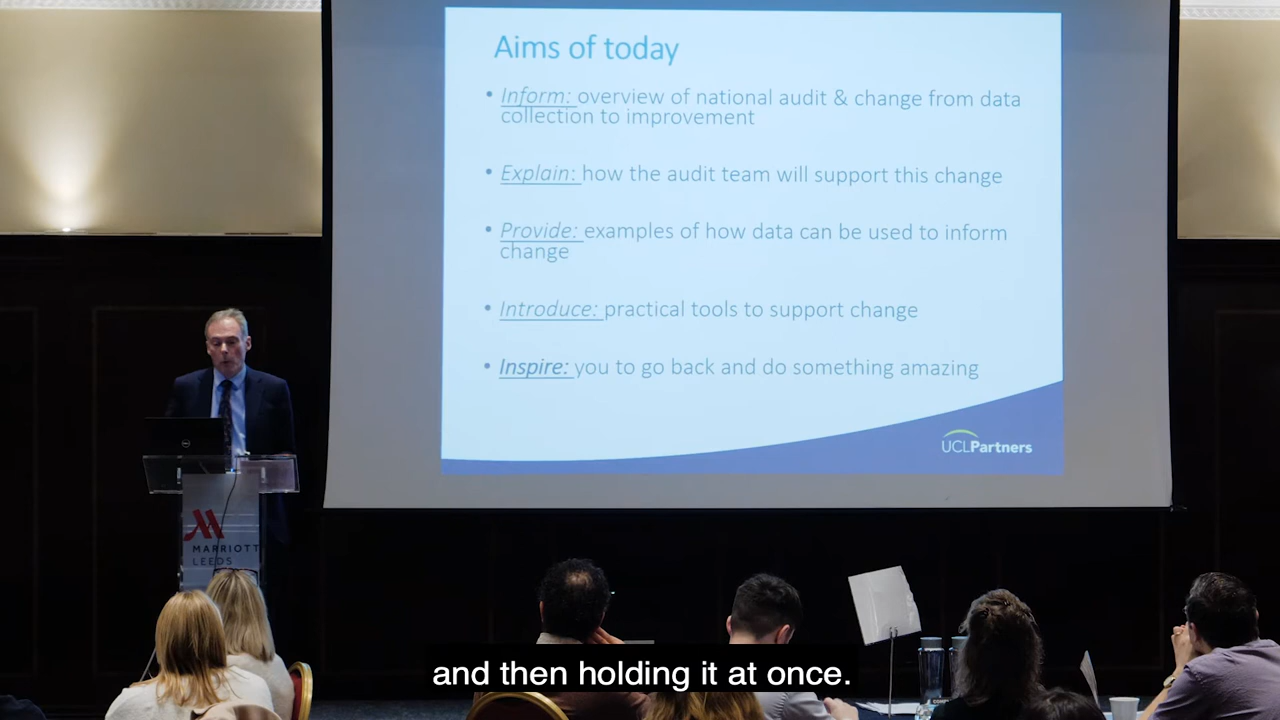 Aims of today
• Inform: overview of national audit & change from data
collection to improvement
• Explain: how the audit team will support this change
• Provide: examples of how data can be used to inform
change
• Introduce: practical tools to support change
• Inspire: you to go back and do something amazing
UCLPartners
MARRIOTT
LEEDS
and then holding it at once.